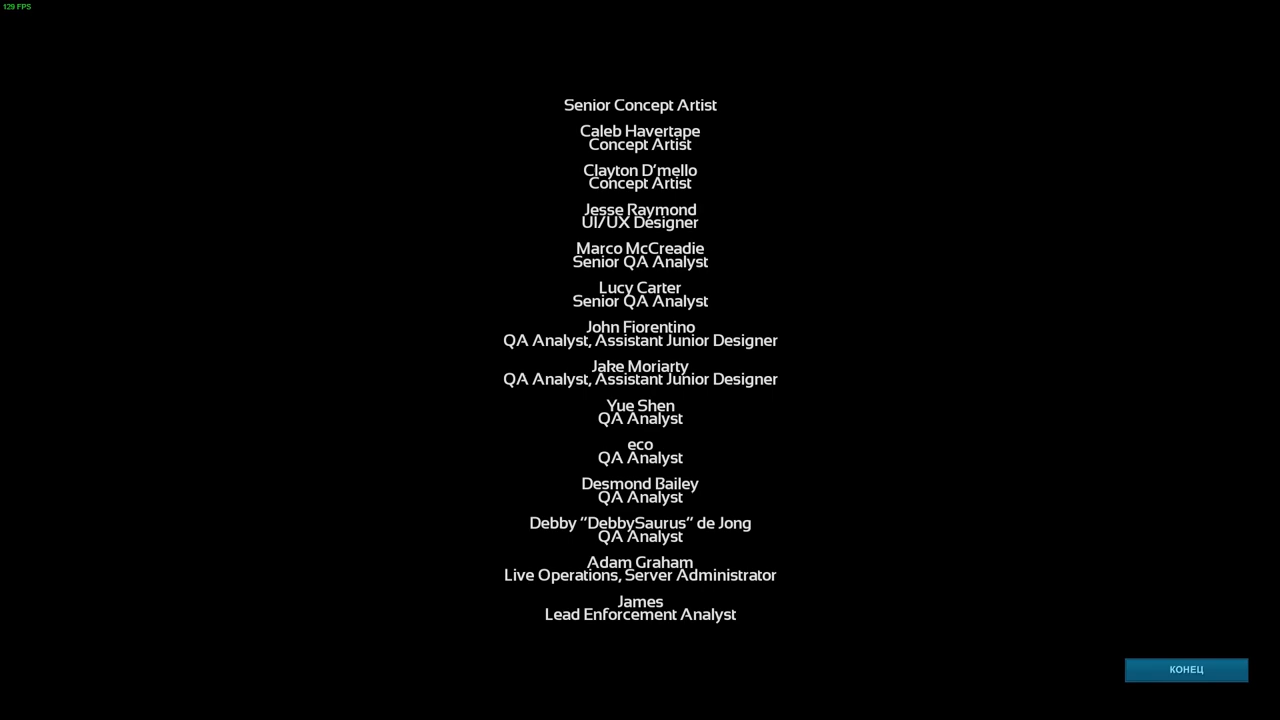 129 FPS
Senior Concept Artist
Caleb Havertape
Concept Artist
Clayton D'mello
Concept Artist
Jesse Raymond
UI/UX Designer
Marco McCreadie
Senior QA Analyst
Lucy Carter
Senior QA Analyst
John Fiorentino
QA Analyst, Assistant Junior Designer
Jake Moriarty
QA Analyst, Assistant Junior Designer
Yue Shen
QA Analyst
eco
QA Analyst
Desmond Bailey
QA Analyst
Debby "DebbySaurus" de Jong
QA Analyst
Adam Graham
Live Operations, Server Administrator
James
Lead Enforcement Analyst
КОНЕЦ